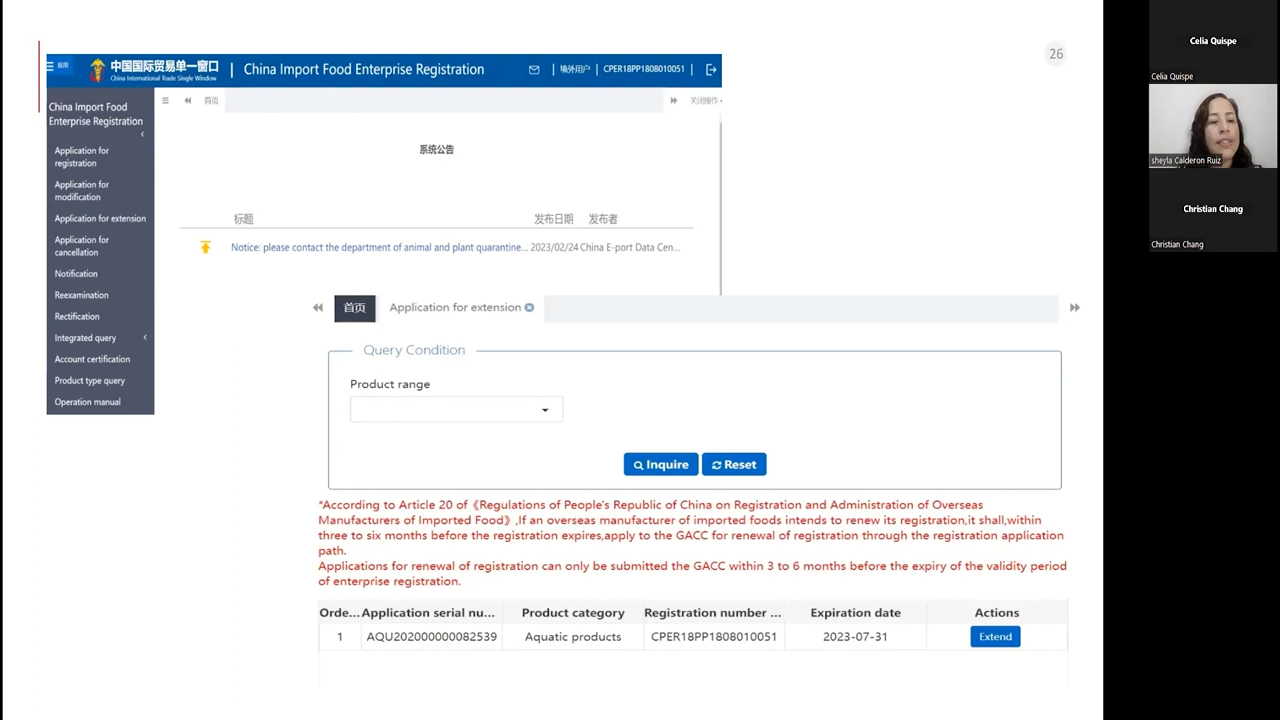 26
应用
中国国际贸易单一窗口
China International Trade Single Window
China Import Food Enterprise Registration
境外用户
CPER18PP1808010051
China Import Food
Enterprise Registration
首页
关闭操作
Application for
registration
Application for
modification
Application for extension
Application for
cancellation
Notification
Reexamination
Rectification
Integrated query
Account certification
Product type query
Operation manual
系统公告
标题 发布日期 发布者
Notice: please contact the department of animal and plant quarantine... 2023/02/24 China E-port Data Cen...
首页 Application for extension
Query Condition
Product range
Inquire Reset
*According to Article 20 of《Regulations of People's Republic of China on Registration and Administration of Overseas
Manufacturers of Imported Food》,If an overseas manufacturer of imported foods intends to renew its registration,it shall,within
three to six months before the registration expires,apply to the GACC for renewal of registration through the registration application
path.
Applications for renewal of registration can only be submitted the GACC within 3 to 6 months before the expiry of the validity period
of enterprise registration.
Orde... Application serial nu... Product category Registration number ... Expiration date Actions
1 AQU202000000082539 Aquatic products CPER18PP1808010051 2023-07-31 Extend
Celia Quispe
Celia Quispe
sheyla Calderon Ruiz
Christian Chang
Christian Chang